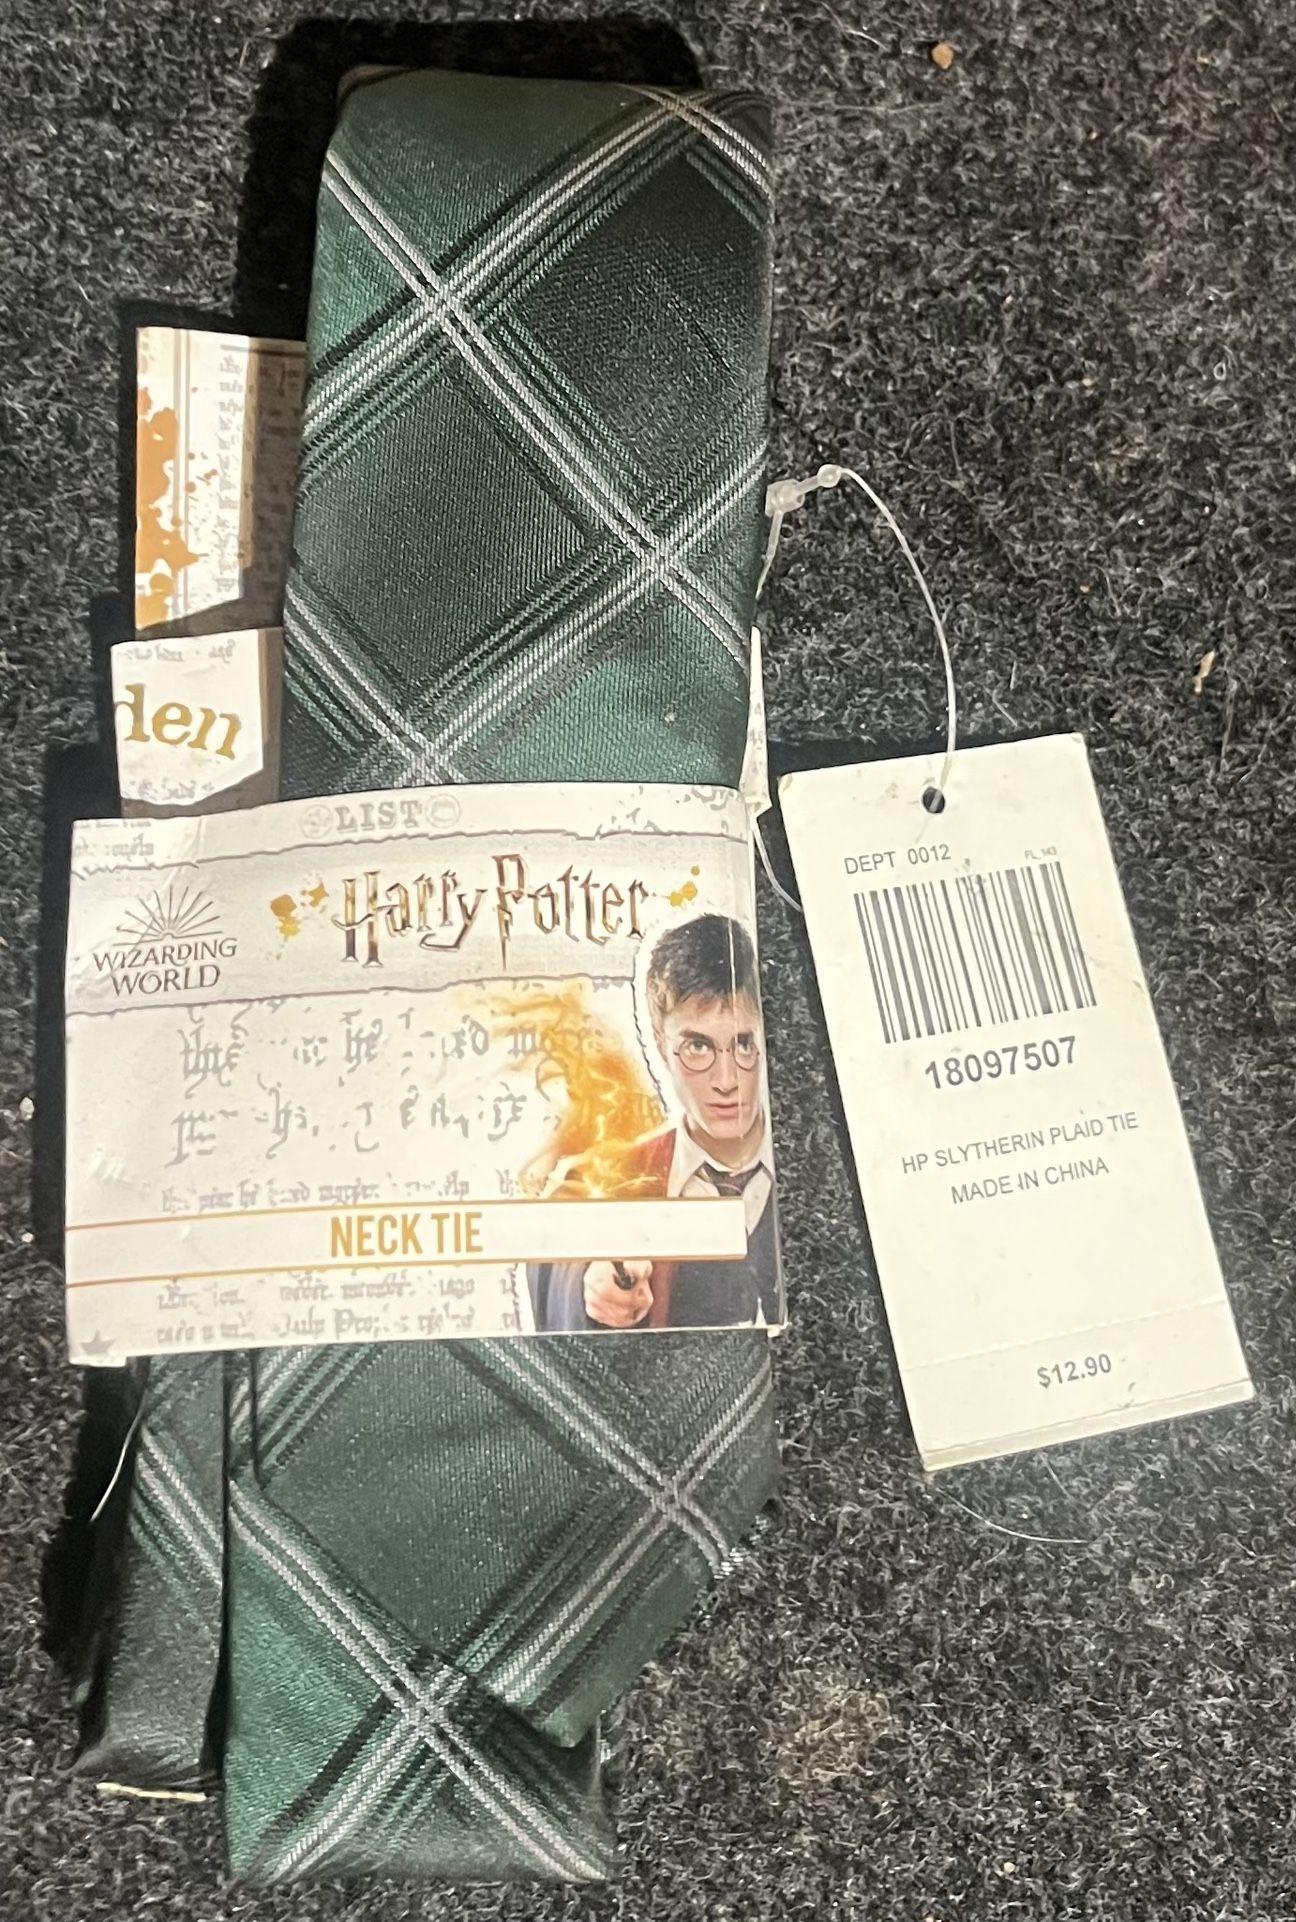 den
LIST
WIZARDING
WORLD
Harry Potter
NECK TIE
DEPT 0012
FL_143
18097507
HP SLYTHERIN PLAID TIE
MADE IN CHINA
$12.90